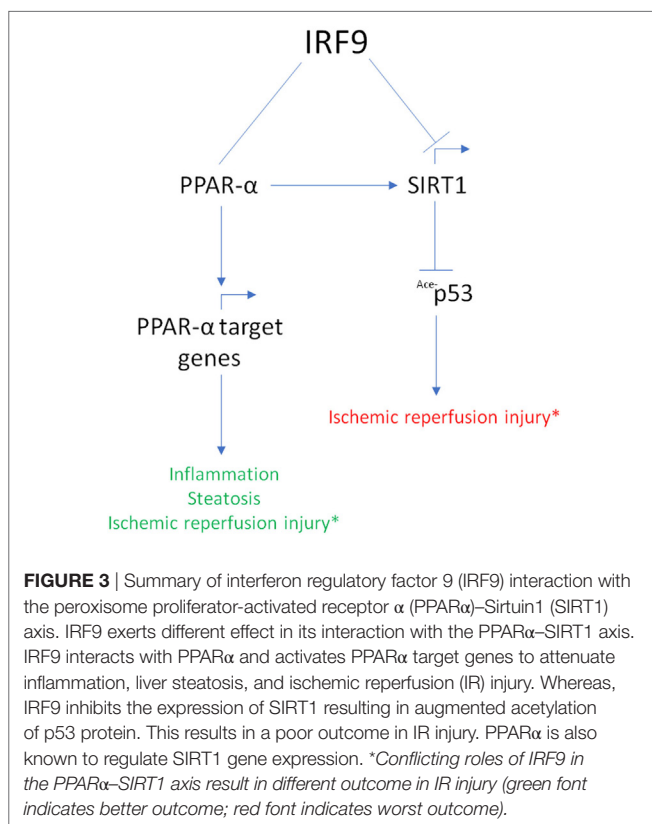 IRF9
PPAR-α
SIRT1
Ace-p53
PPAR-α target
genes
Ischemic reperfusion injury*
Inflammation
Steatosis
Ischemic reperfusion injury*
FIGURE 3 | Summary of interferon regulatory factor 9 (IRF9) interaction with
the peroxisome proliferator-activated receptor α (PPARα)–Sirtuin1 (SIRT1)
axis. IRF9 exerts different effect in its interaction with the PPARα–SIRT1 axis.
IRF9 interacts with PPARα and activates PPARα target genes to attenuate
inflammation, liver steatosis, and ischemic reperfusion (IR) injury. Whereas,
IRF9 inhibits the expression of SIRT1 resulting in augmented acetylation
of p53 protein. This results in a poor outcome in IR injury. PPARα is also
known to regulate SIRT1 gene expression. *Conflicting roles of IRF9 in
the PPARα–SIRT1 axis result in different outcome in IR injury (green font
indicates better outcome; red font indicates worst outcome).